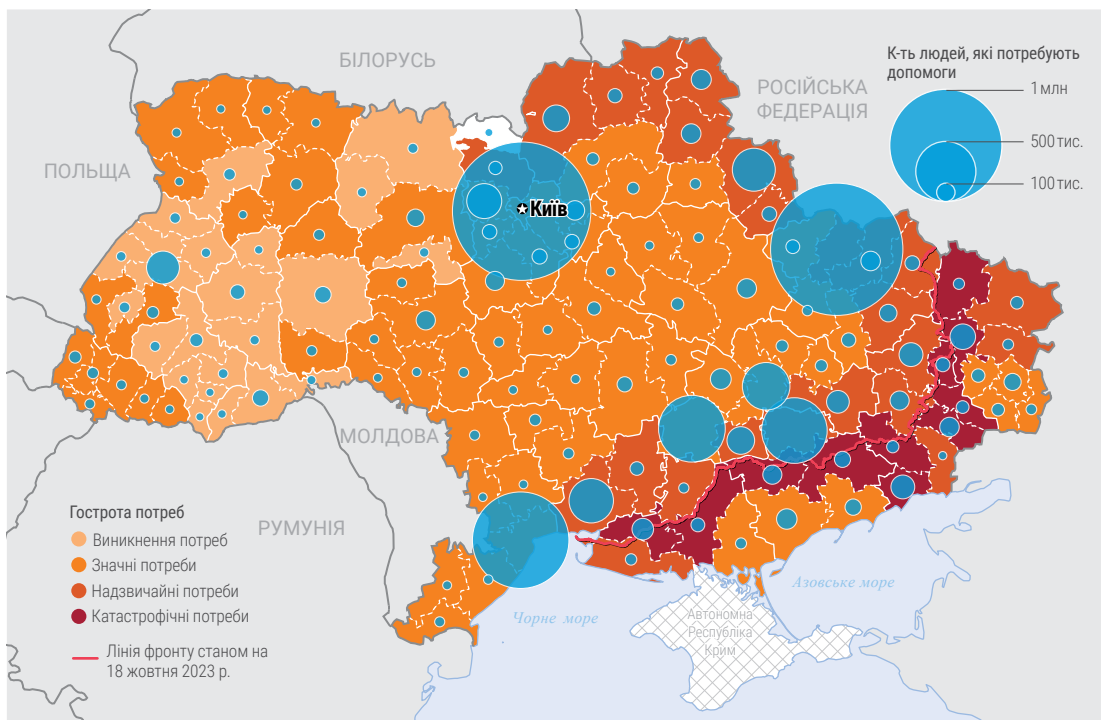 БІЛОРУСЬ
РОСІЙСЬКА
ФЕДЕРАЦІЯ
К-ть людей, які потребують
допомоги
1 млн
500 тис.
100 тис.
ПОЛЬЩА
Київ
МОЛДОВА
РУМУНІЯ
Гострота потреб
Виникнення потреб
Значні потреби
Надзвичайні потреби
Катастрофічні потреби
Лінія фронту станом на
18 жовтня 2023 р.
Чорне море
Азовське море
Автономна
Республіка
Крим